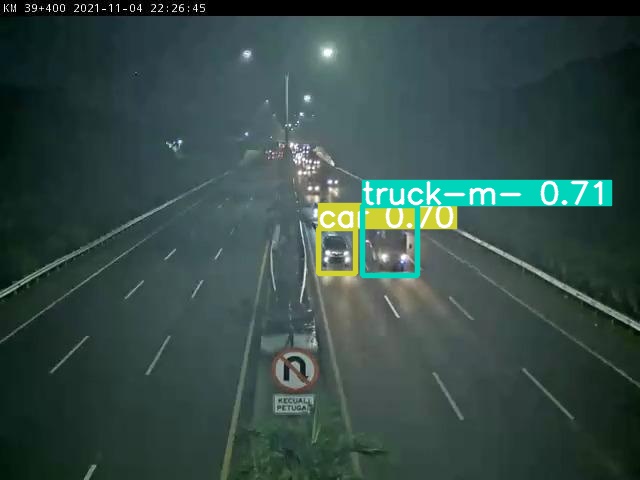 KM 39+400 2021-11-04 22:26:45
truck-m- 0.71
car 0.70
KECUALI
PETUGAS